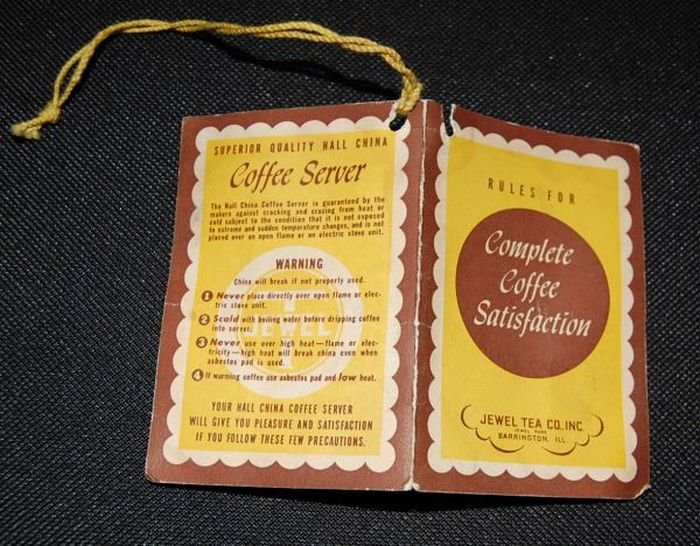 SUPERIOR QUALITY HALL CHINA
Coffee Server
The Hall China Coffee Server is guaranteed by the
makers against cracking and crazing from heat or
cold subject to the condition that it is not exposed
to extreme and sudden temperature changes, and is not
placed over an open flame or an electric stove unit.
WARNING
China will break if not properly used.
1 Never place directly over open flame or elec-
tric stove unit.
2 Scald with boiling water before dripping coffee
into server.
3 Never use over high heat—flame or elec-
tricity—high heat will break china even when
asbestos pad is used.
4 If warming coffee use asbestos pad and low heat.
JEWEL
YOUR HALL CHINA COFFEE SERVER
WILL GIVE YOU PLEASURE AND SATISFACTION
IF YOU FOLLOW THESE FEW PRECAUTIONS.
RULES FOR
Complete
Coffee
Satisfaction
JEWEL TEA CO. INC.
BARRINGTON, ILL.